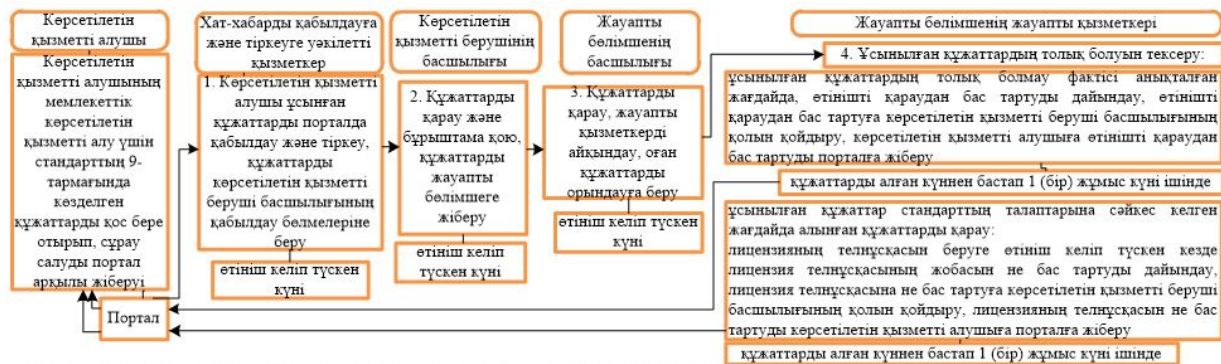 Көрсетілетін
қызметті алушы
Көрсетілетін
қызметті алушының
мемлекеттік
көрсетілетін
қызметті алу үшін
стандарттың 9-
тармағында
көзделген
құжаттарды қос бере
отырып, сұрау
салуды портал
арқылы жіберуі
Портал
Хат-хабарды қабылдауға
және тіркеуге уәкілетті
қызметкер
1. Көрсетілетін қызметті
алушы ұсынған
құжаттарды порталда
қабылдау және тіркеу,
құжаттарды
көрсетілетін қызметті
беруші басшылығының
қабылдау бөлмелеріне
беру
өтініш келіп түскен
күні
Көрсетілетін
қызметті берушінің
басшылығы
2. Құжаттарды
қарау және
бұрыштама қою,
құжаттарды
жауапты
бөлімшеге
жіберу
өтініш келіп
түскен күні
Жауапты
бөлімшенің
басшылығы
3. Құжаттарды
қарау, жауапты
қызметкерді
айқындау, оған
құжаттарды
орындауға беру
өтініш келіп түскен
күні
Жауапты бөлімшенің жауапты қызметкері
4. Ұсынылған құжаттардың толық болуын тексеру:
ұсынылған құжаттардың толық болмау фактісі анықталған
жағдайда, өтінішті қараудан бас тартуды дайындау, өтінішті
қараудан бас тартуға көрсетілетін қызметті беруші басшылығының
қолын қойдыру, көрсетілетін қызметті алушыға өтінішті қараудан
бас тартуды порталға жіберу
құжаттарды алған күннен бастап 1 (бір) жұмыс күні ішінде
ұсынылған құжаттар стандарттың талаптарына сәйкес келген
жағдайда алынған құжаттарды қарау:
лицензияның телнұсқасын беруге өтініш келіп түскен кезде
лицензия телнұсқасының жобасын не бас тартуды дайындау,
лицензия телнұсқасына не бас тартуға көрсетілетін қызметті беруші
басшылығының қолын қойдыру, лицензияның телнұсқасын не бас
тартуды көрсетілетін қызметті алушыға порталға жіберу
құжаттарды алған күннен бастап 1 (бір) жұмыс күні ішінде